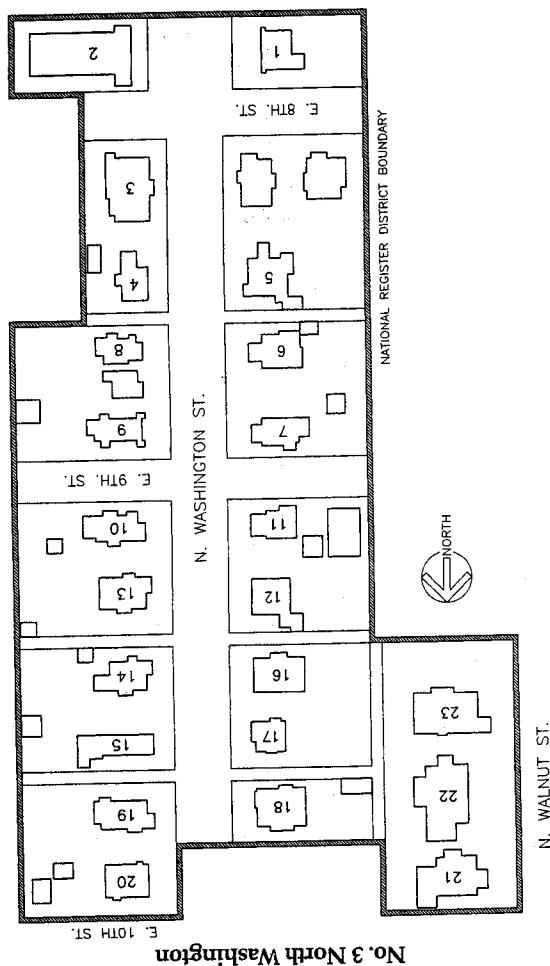 No. 3 North Washington
E. 10TH ST.
20
19
18
21
22
23
N. WALNUT ST.
15
14
17
16
13
10
12
11
N. WASHINGTON ST.
E. 9TH ST.
9
8
7
6
NORTH
4
3
5
NATIONAL REGISTER DISTRICT BOUNDARY
E. 8TH ST.
2
1